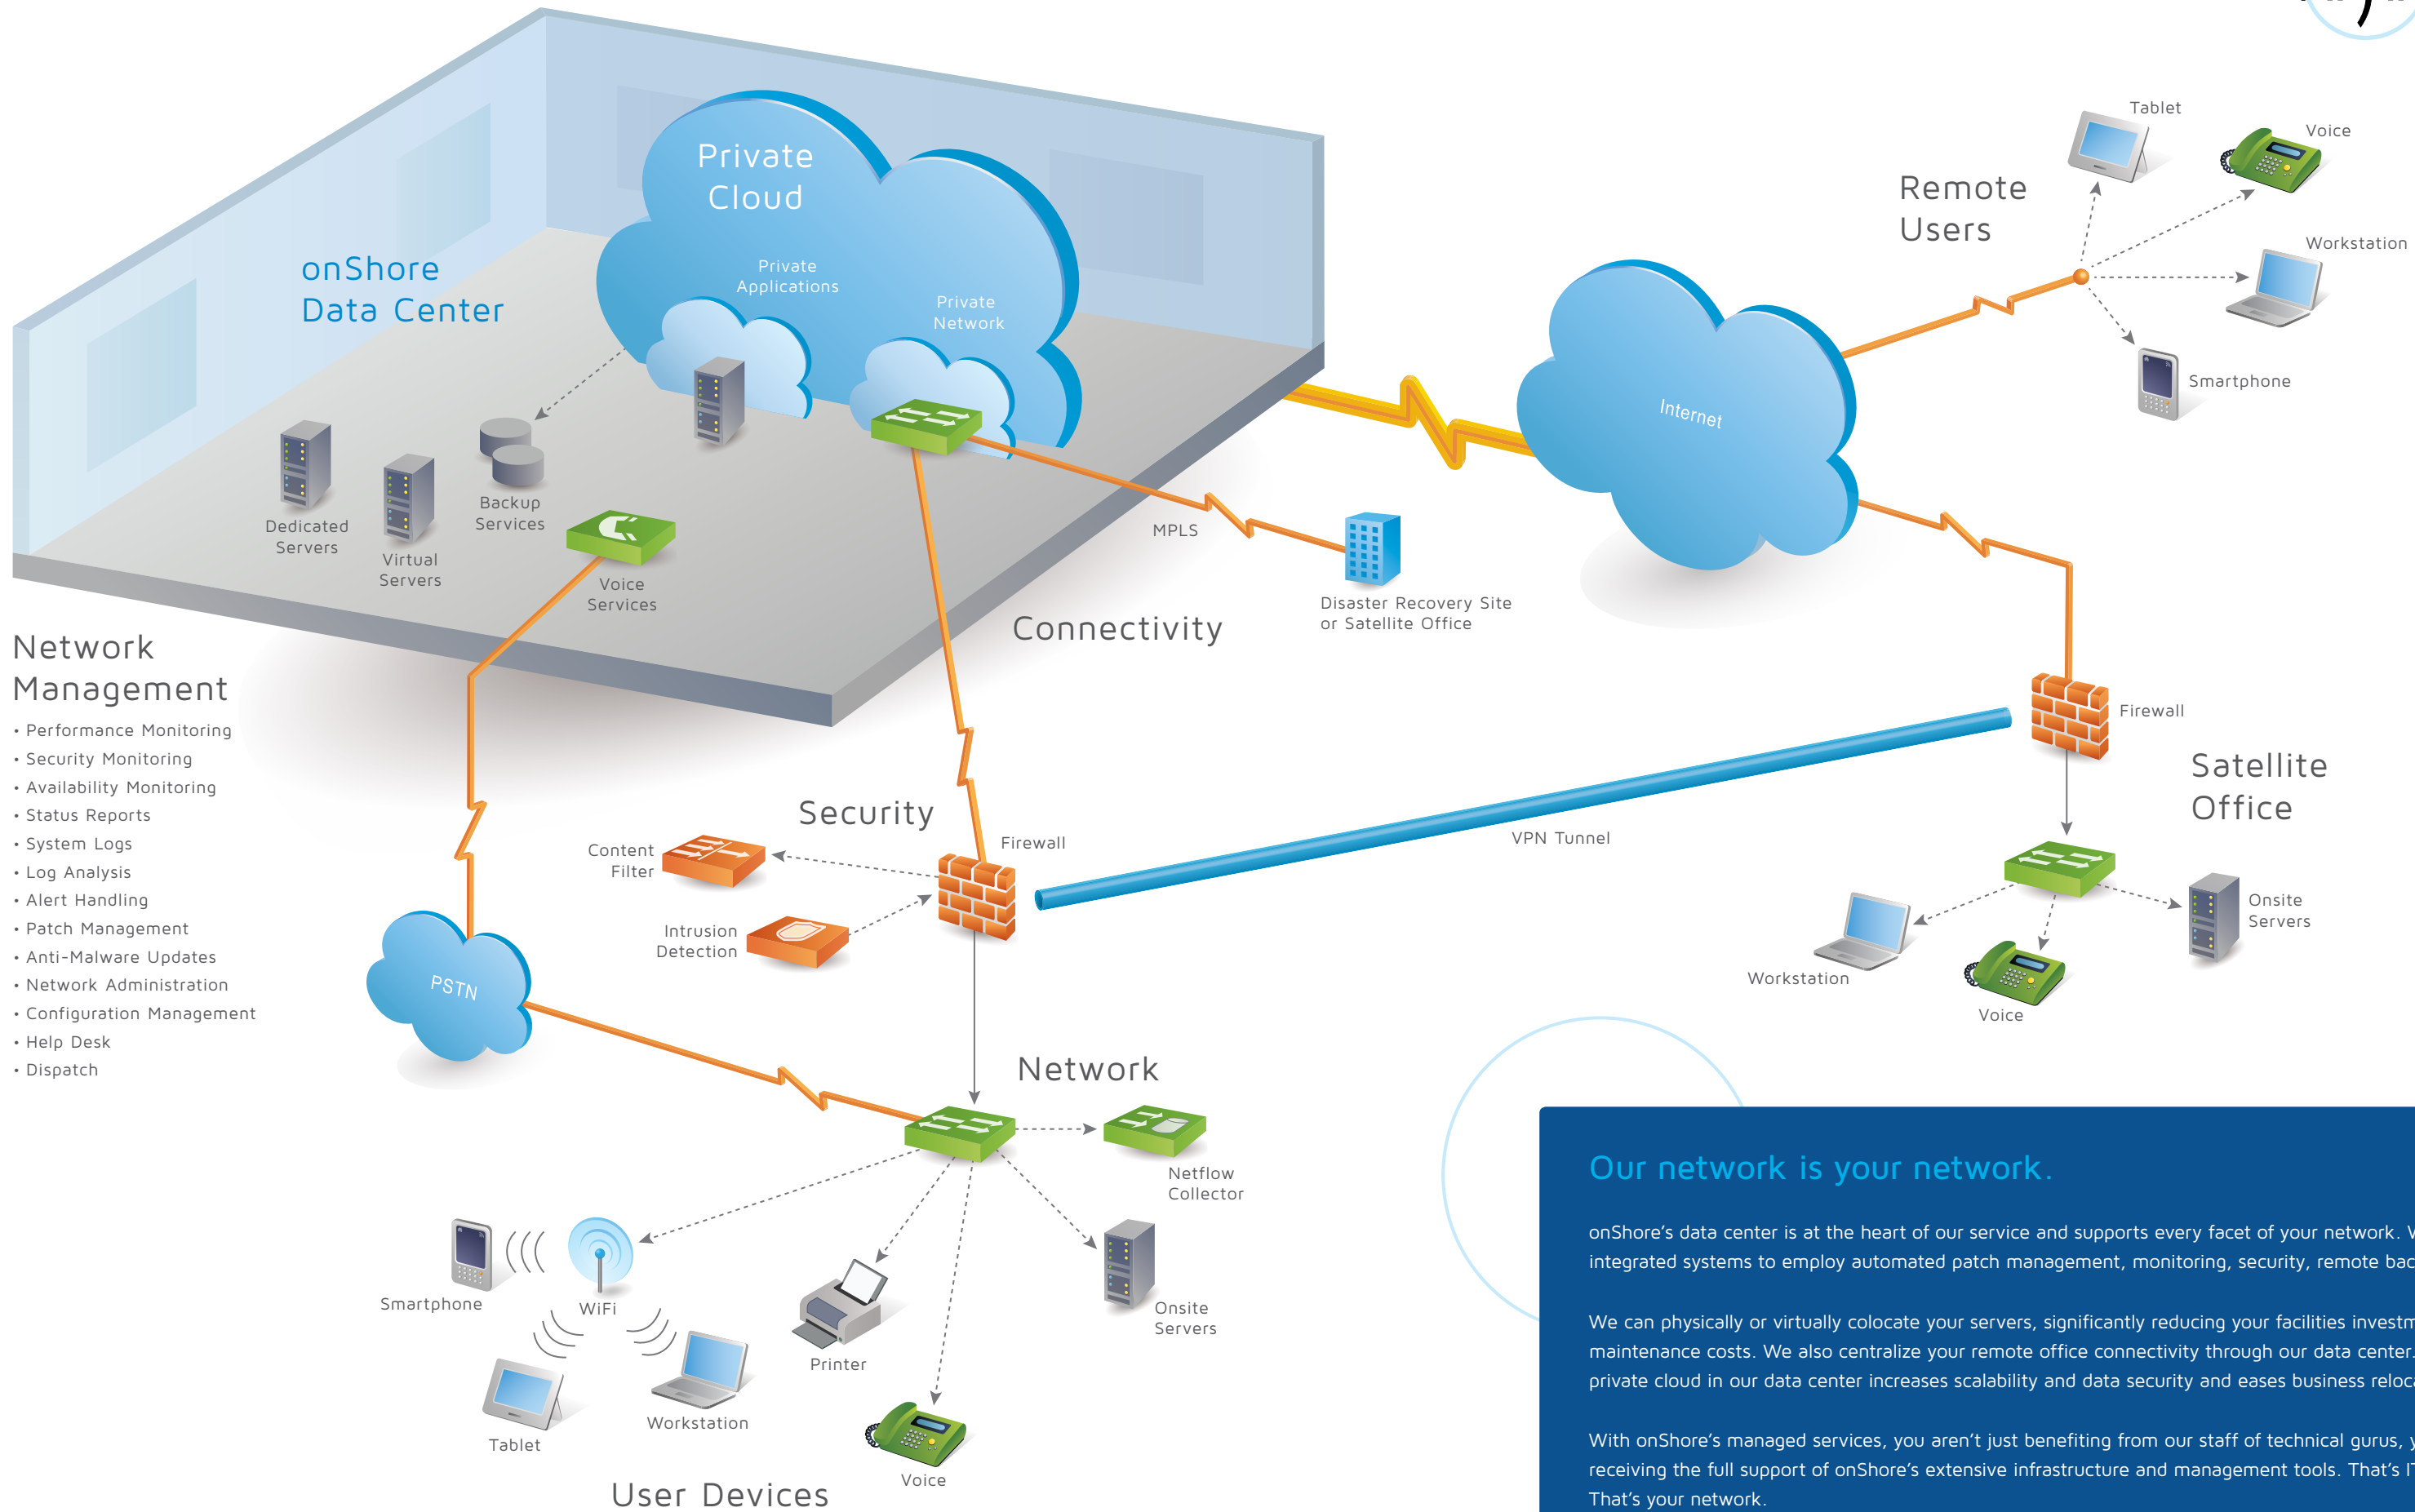 Private
Cloud
Private
Applications
Private
Network
onShore
Data Center
Dedicated
Servers
Virtual
Servers
Backup
Services
Voice
Services
MPLS
Disaster Recovery Site
or Satellite Office
Connectivity
Internet
Remote
Users
Tablet
Voice
Workstation
Smartphone
Network
Management
• Performance Monitoring
• Security Monitoring
• Availability Monitoring
• Status Reports
• System Logs
• Log Analysis
• Alert Handling
• Patch Management
• Anti-Malware Updates
• Network Administration
• Configuration Management
• Help Desk
• Dispatch
Security
Content
Filter
Intrusion
Detection
Firewall
VPN Tunnel
Firewall
Satellite
Office
Onsite
Servers
Workstation
Voice
PSTN
Network
Netflow
Collector
Smartphone
WiFi
Tablet
Workstation
Printer
Voice
Onsite
Servers
User Devices
Our network is your network.
onShore's data center is at the heart of our service and supports every facet of your network.
integrated systems to employ automated patch management, monitoring, security, remote
We can physically or virtually colocate your servers, significantly reducing your facilities
maintenance costs. We also centralize your remote office connectivity through our data center.
private cloud in our data center increases scalability and data security and eases business
With onShore's managed services, you aren't just benefiting from our staff of technical gurus,
receiving the full support of onShore's extensive infrastructure and management tools. That's
That's your network.